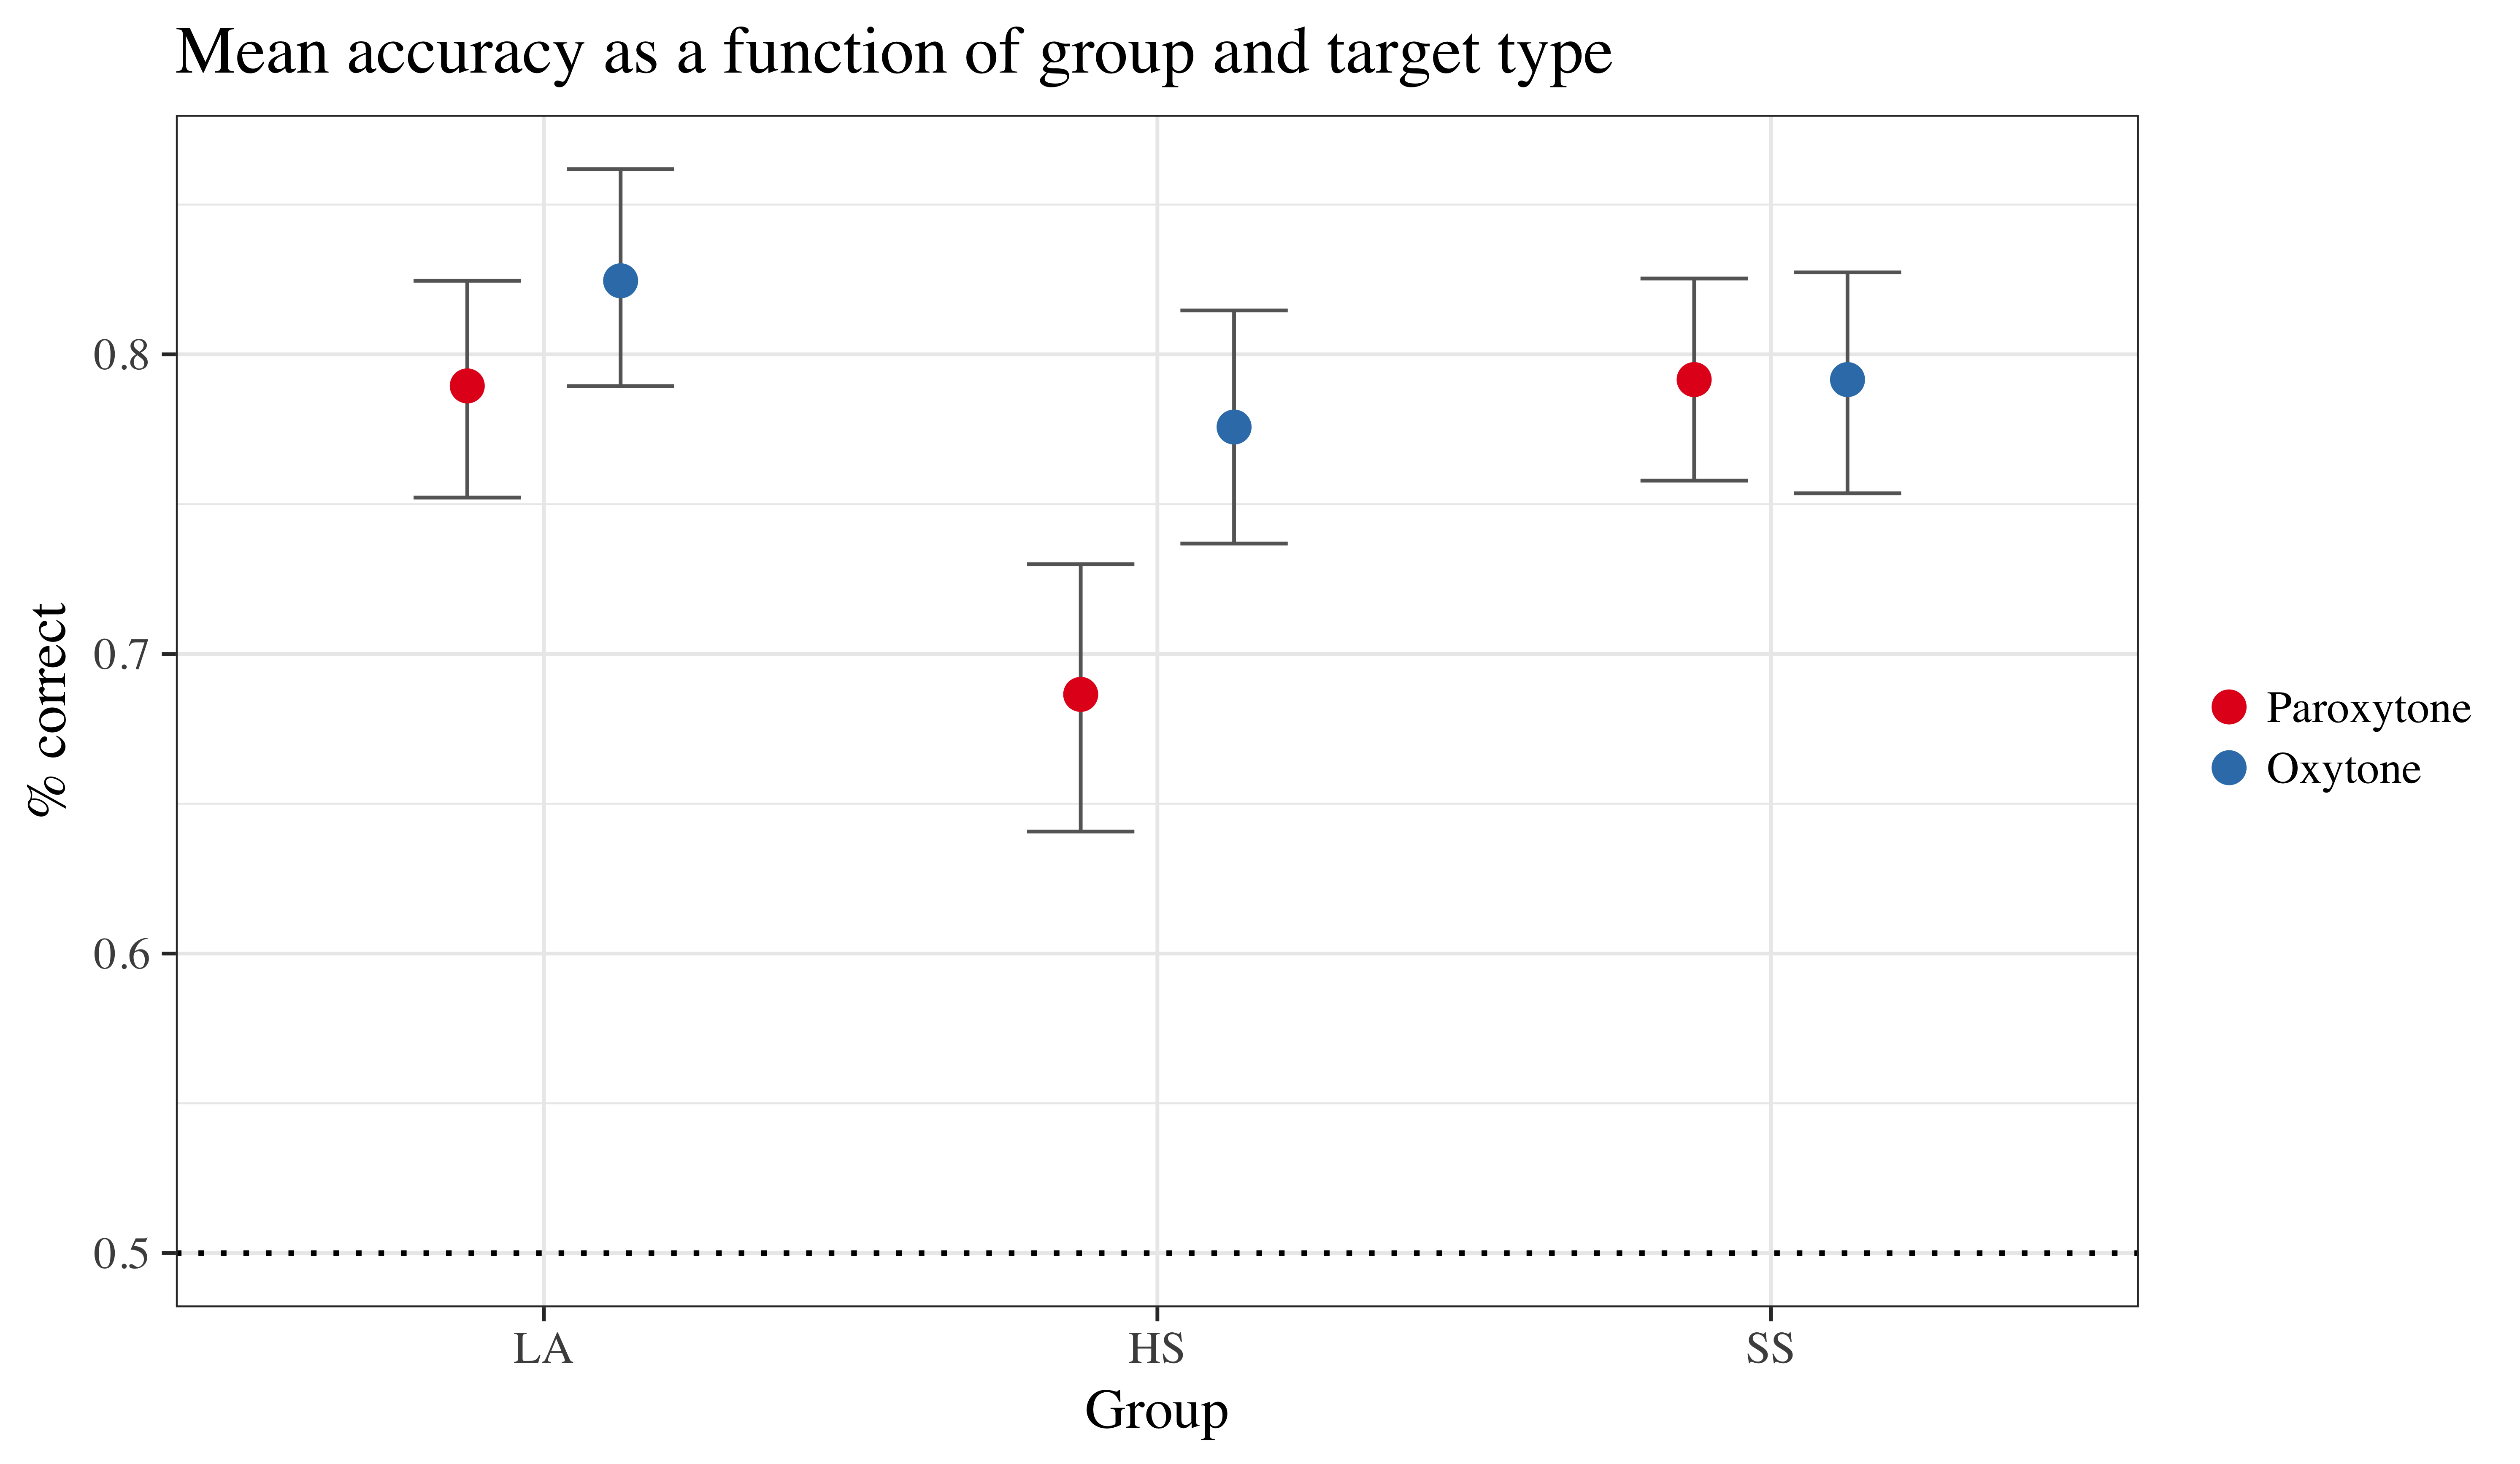 Mean accuracy as a function of group and target type
% correct
0.8
0.7
0.6
0.5
LA HS SS
Group
Paroxytone
Oxytone